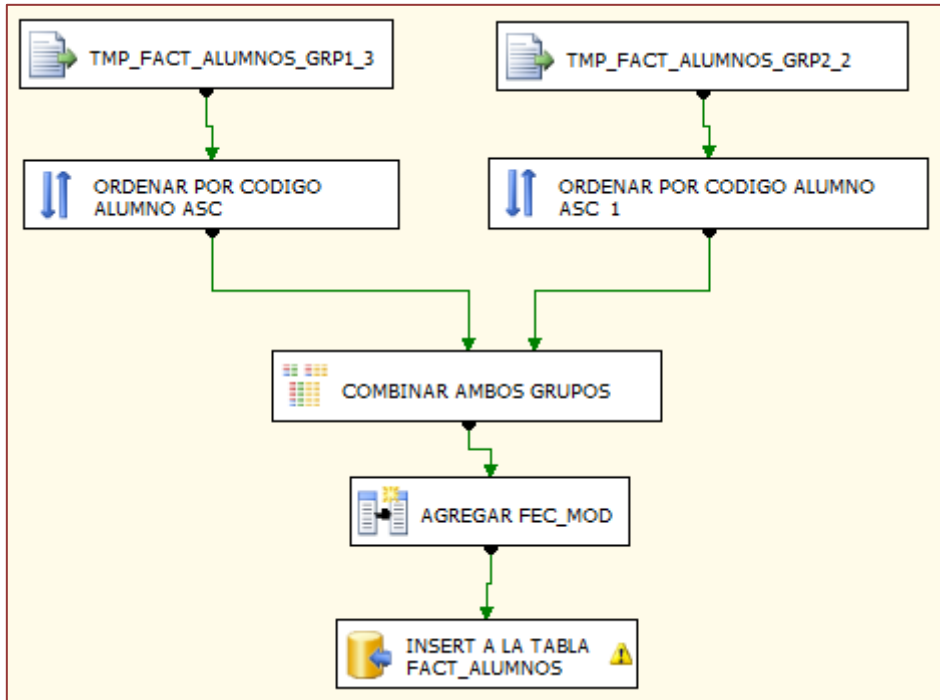 TMP_FACT_ALUMNOS_GRP1_3
TMP_FACT_ALUMNOS_GRP2_2
ORDENAR POR CODIGO
ALUMNO ASC
ORDENAR POR CODIGO ALUMNO
ASC 1
COMBINAR AMBOS GRUPOS
AGREGAR FEC_MOD
INSERT A LA TABLA
FACT_ALUMNOS